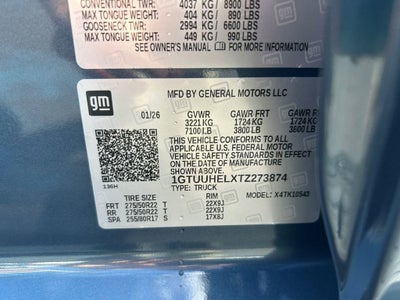 CONVENTIONAL TWR: 4037 KG / 8900 LBS
MAX TONGUE WEIGHT: 404 KG / 890 LBS
GOOSENECK TWR: 2994 KG / 6600 LBS
MAX TONGUE WEIGHT: 449 KG / 990 LBS
SEE OWNER'S MANUAL FOR MORE INFORMATION
gm
MFD BY GENERAL MOTORS LLC
01/26 GVWR GAWR FRT GAWR RR
3221 KG 1724 KG 1724 KG
7100 LB 3800 LB 3800 LB
THIS VEHICLE CONFORMS TO ALL APPLICABLE
U.S. FEDERAL MOTOR VEHICLE SAFETY
STANDARDS IN EFFECT ON THE
DATE OF MANUFACTURE SHOWN ABOVE.
1GTUUHELXTZ273874
136H TYPE: TRUCK MODEL: X4TK10543
TIRE SIZE RIM
FRT 275/50R22 T 22X9J
RR 275/50R22 T 22X9J
SPA 255/80R17 S 17X8J